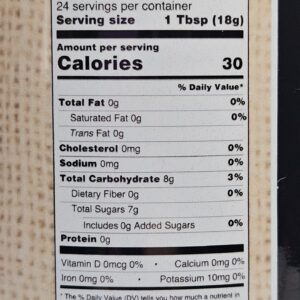 24 servings per container
Serving size 1 Tbsp (18g)
Amount per serving
Calories 30
% Daily Value*
Total Fat 0g 0%
Saturated Fat 0g 0%
Trans Fat 0g
Cholesterol 0mg 0%
Sodium 0mg 0%
Total Carbohydrate 8g 3%
Dietary Fiber 0g 0%
Total Sugars 7g
Includes 0g Added Sugars 0%
Protein 0g
Vitamin D 0mcg 0% • Calcium 0mg 0%
Iron 0mg 0% • Potassium 10mg 0%
* The % Daily Value (DV) tells you how much a nutrient in